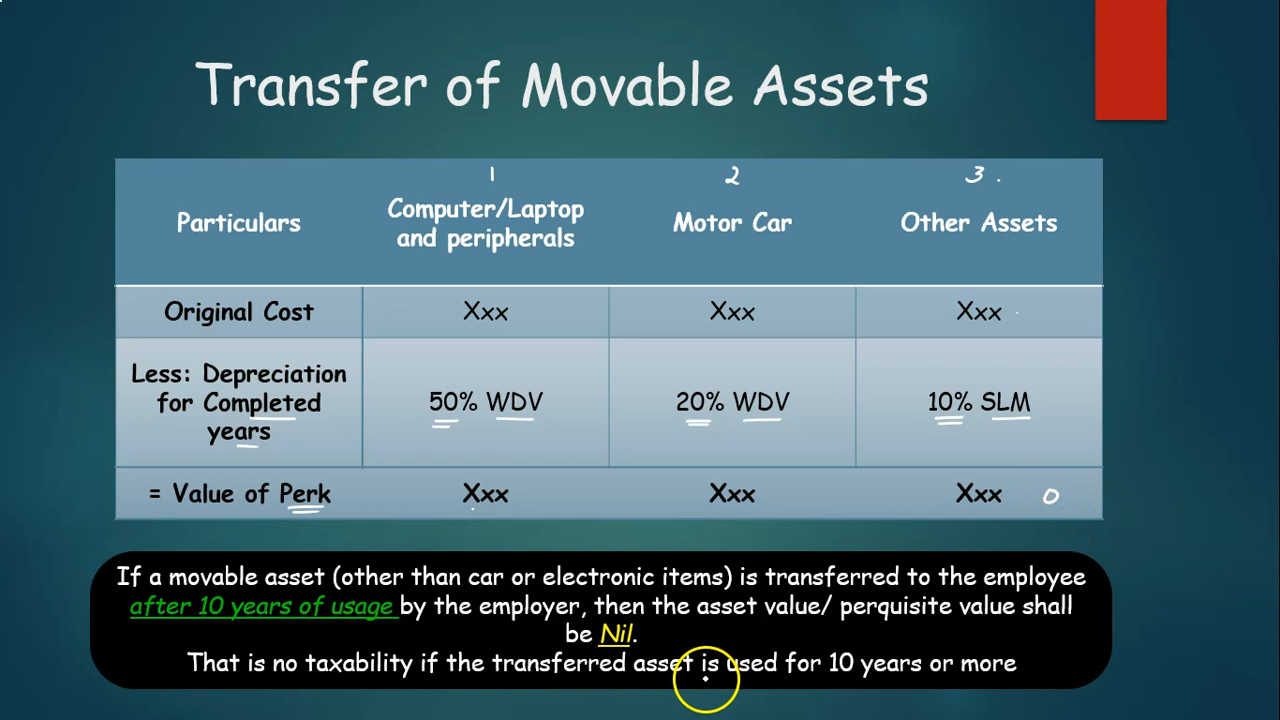 Transfer of Movable Assets
1 2 3
Particulars Computer/Laptop and peripherals Motor Car Other Assets
Original Cost Xxx Xxx Xxx
Less: Depreciation for Completed years 50% WDV 20% WDV 10% SLM
= Value of Perk Xxx Xxx Xxx 0
If a movable asset (other than car or electronic items) is transferred to the employee
after 10 years of usage by the employer, then the asset value/ perquisite value shall
be Nil.
That is no taxability if the transferred asset is used for 10 years or more